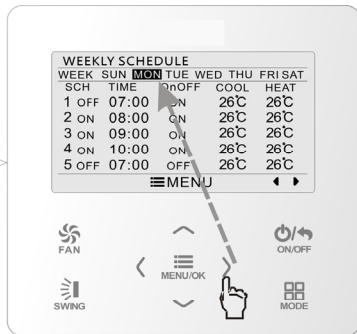 WEEKLY SCHEDULE
WEEK SUN MON TUE WED THU FRI SAT
SCH TIME OnOFF COOL HEAT
1 OFF 07:00 ON 26℃ 26℃
2 ON 08:00 ON 26℃ 26℃
3 ON 09:00 ON 26℃ 26℃
4 ON 10:00 ON 26℃ 26℃
5 OFF 07:00 OFF 26℃ 26℃
MENU
FAN
MENU/OK
ON/OFF
SWING
MODE